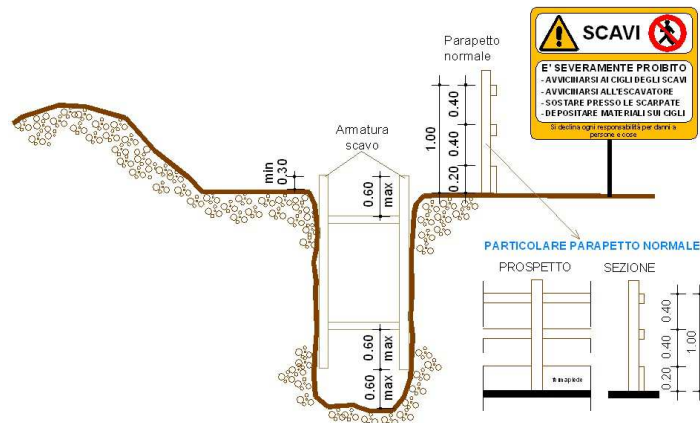 SCAVI
E' SEVERAMENTE PROIBITO
- AVVICINARSI AI CIGLI DEGLI SCAVI
- AVVICINARSI ALL'ESCAVATORE
- SOSTARE PRESSO LE SCARPATE
- DEPOSITARE MATERIALI SUI CIGLI
Si declina ogni responsabilità per danni a
persone e cose
Parapetto
normale
1.00
0.40
0.40
0.20
Armatura
scavo
min
0.30
0.60
max
0.60
max
0.60
max
PARTICOLARE PARAPETTO NORMALE
PROSPETTO
SEZIONE
0.40
0.40
0.20
1.00